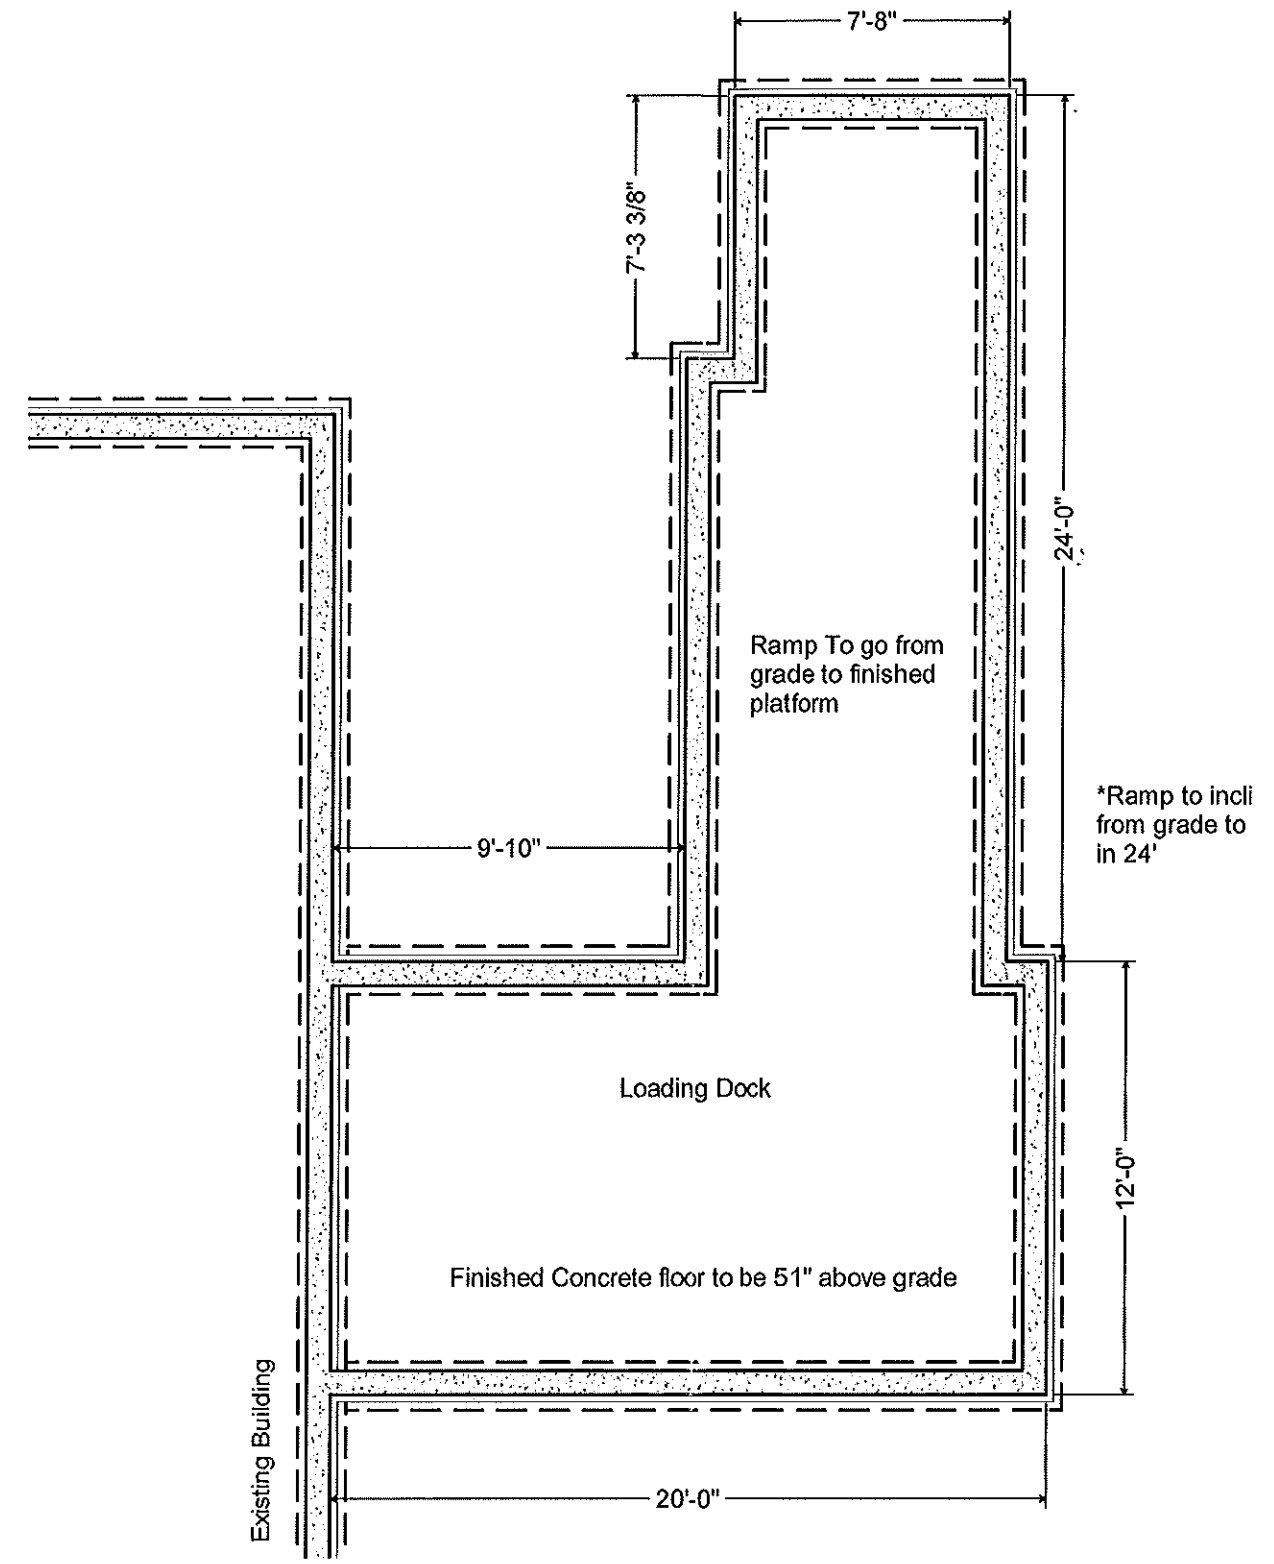 7'-8"
7'-3 3/8"
24'-0"
Ramp To go from
grade to finished
platform
*Ramp to incli
from grade to
in 24'
9'-10"
Loading Dock
12'-0"
Finished Concrete floor to be 51" above grade
Existing Building
20'-0"